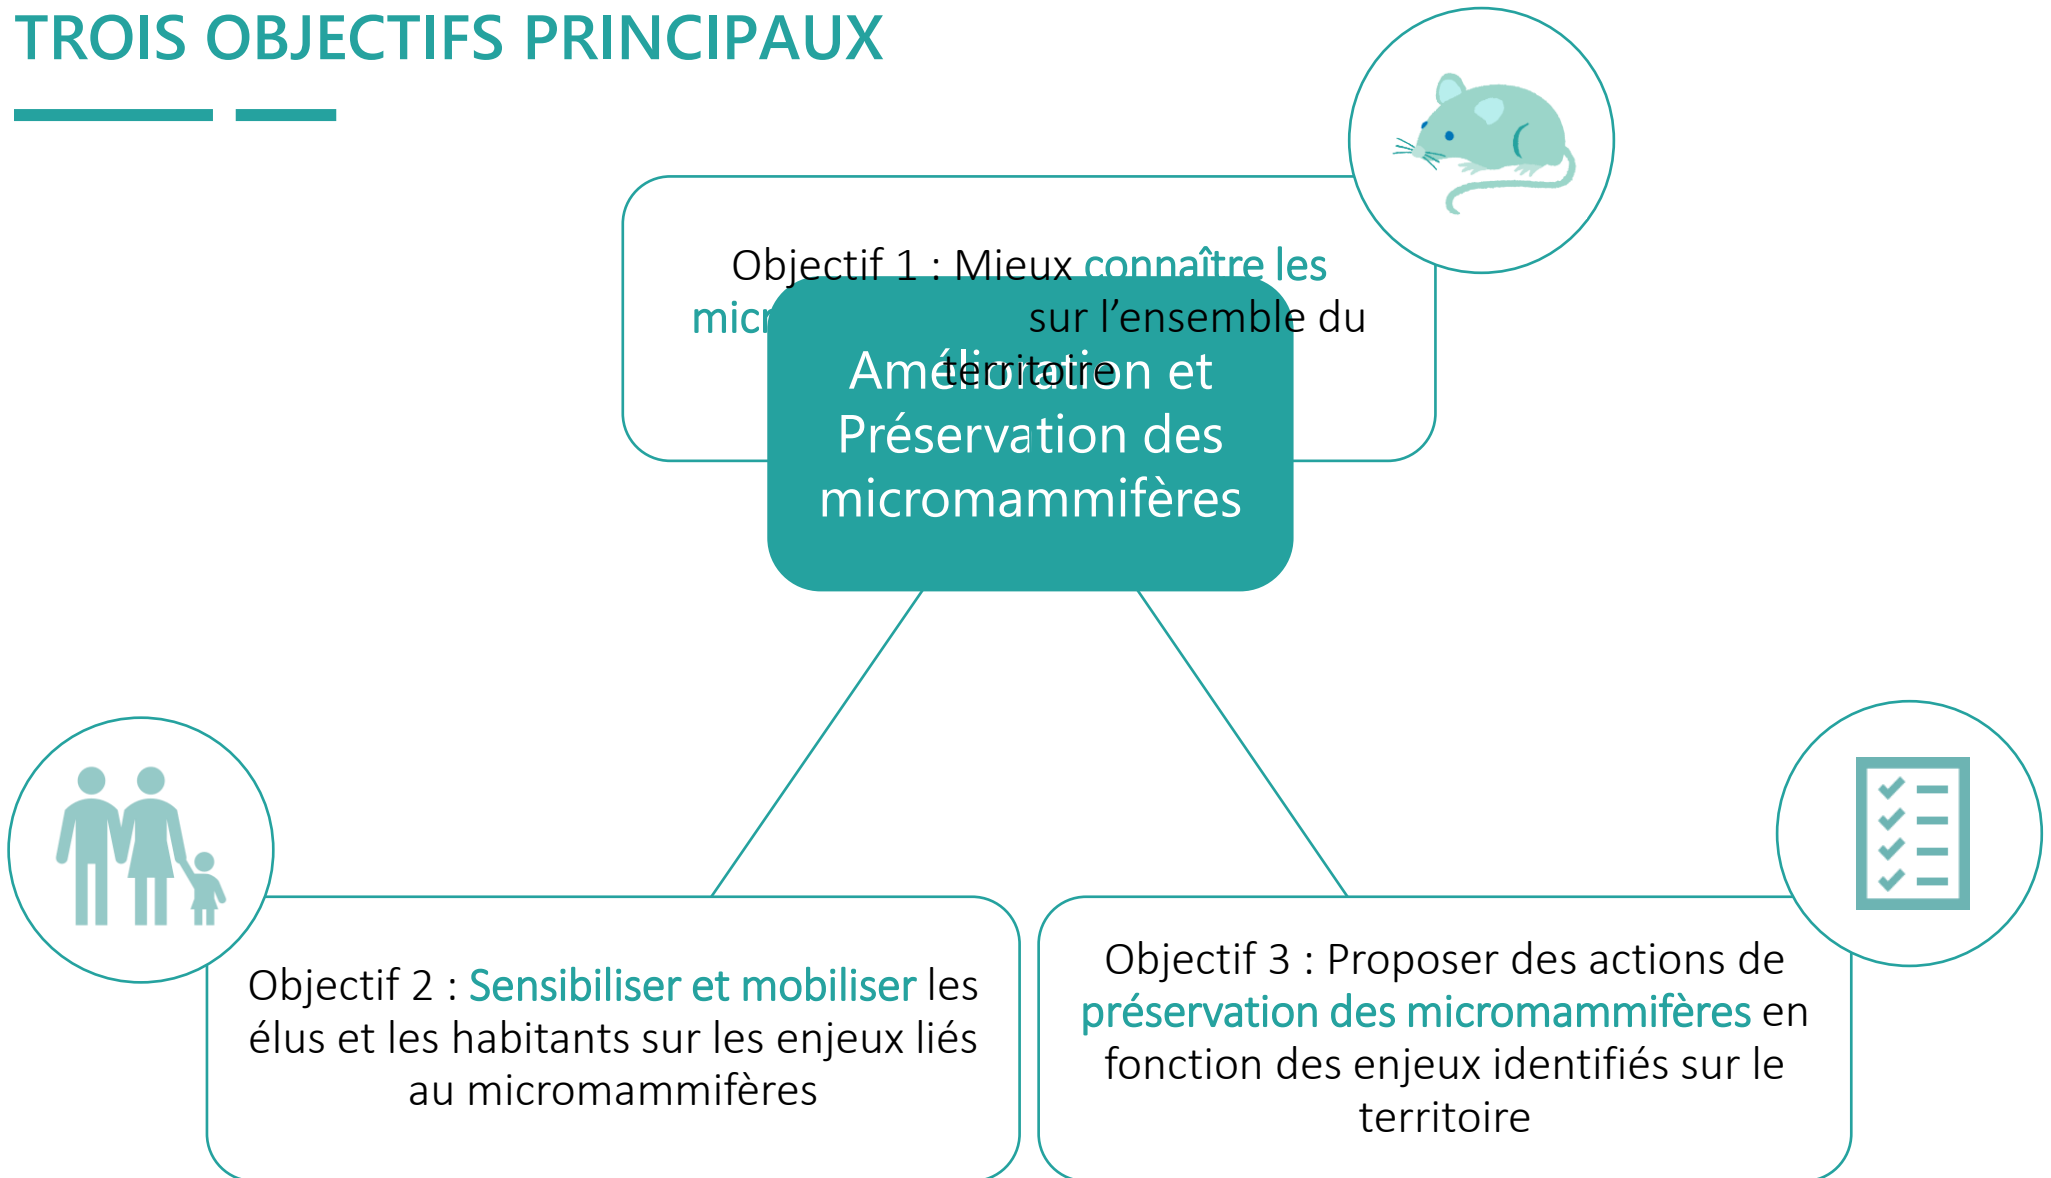 TROIS OBJECTIFS PRINCIPAUX
Objectif 1 : Mieux connaître les
sur l’ensemble du
territoire
Amélioration et
Préservation des
micromammifères
Objectif 2 : Sensibiliser et mobiliser les
élus et les habitants sur les enjeux liés
au micromammifères
Objectif 3 : Proposer des actions de
préservation des micromammifères en
fonction des enjeux identifiés sur le
territoire